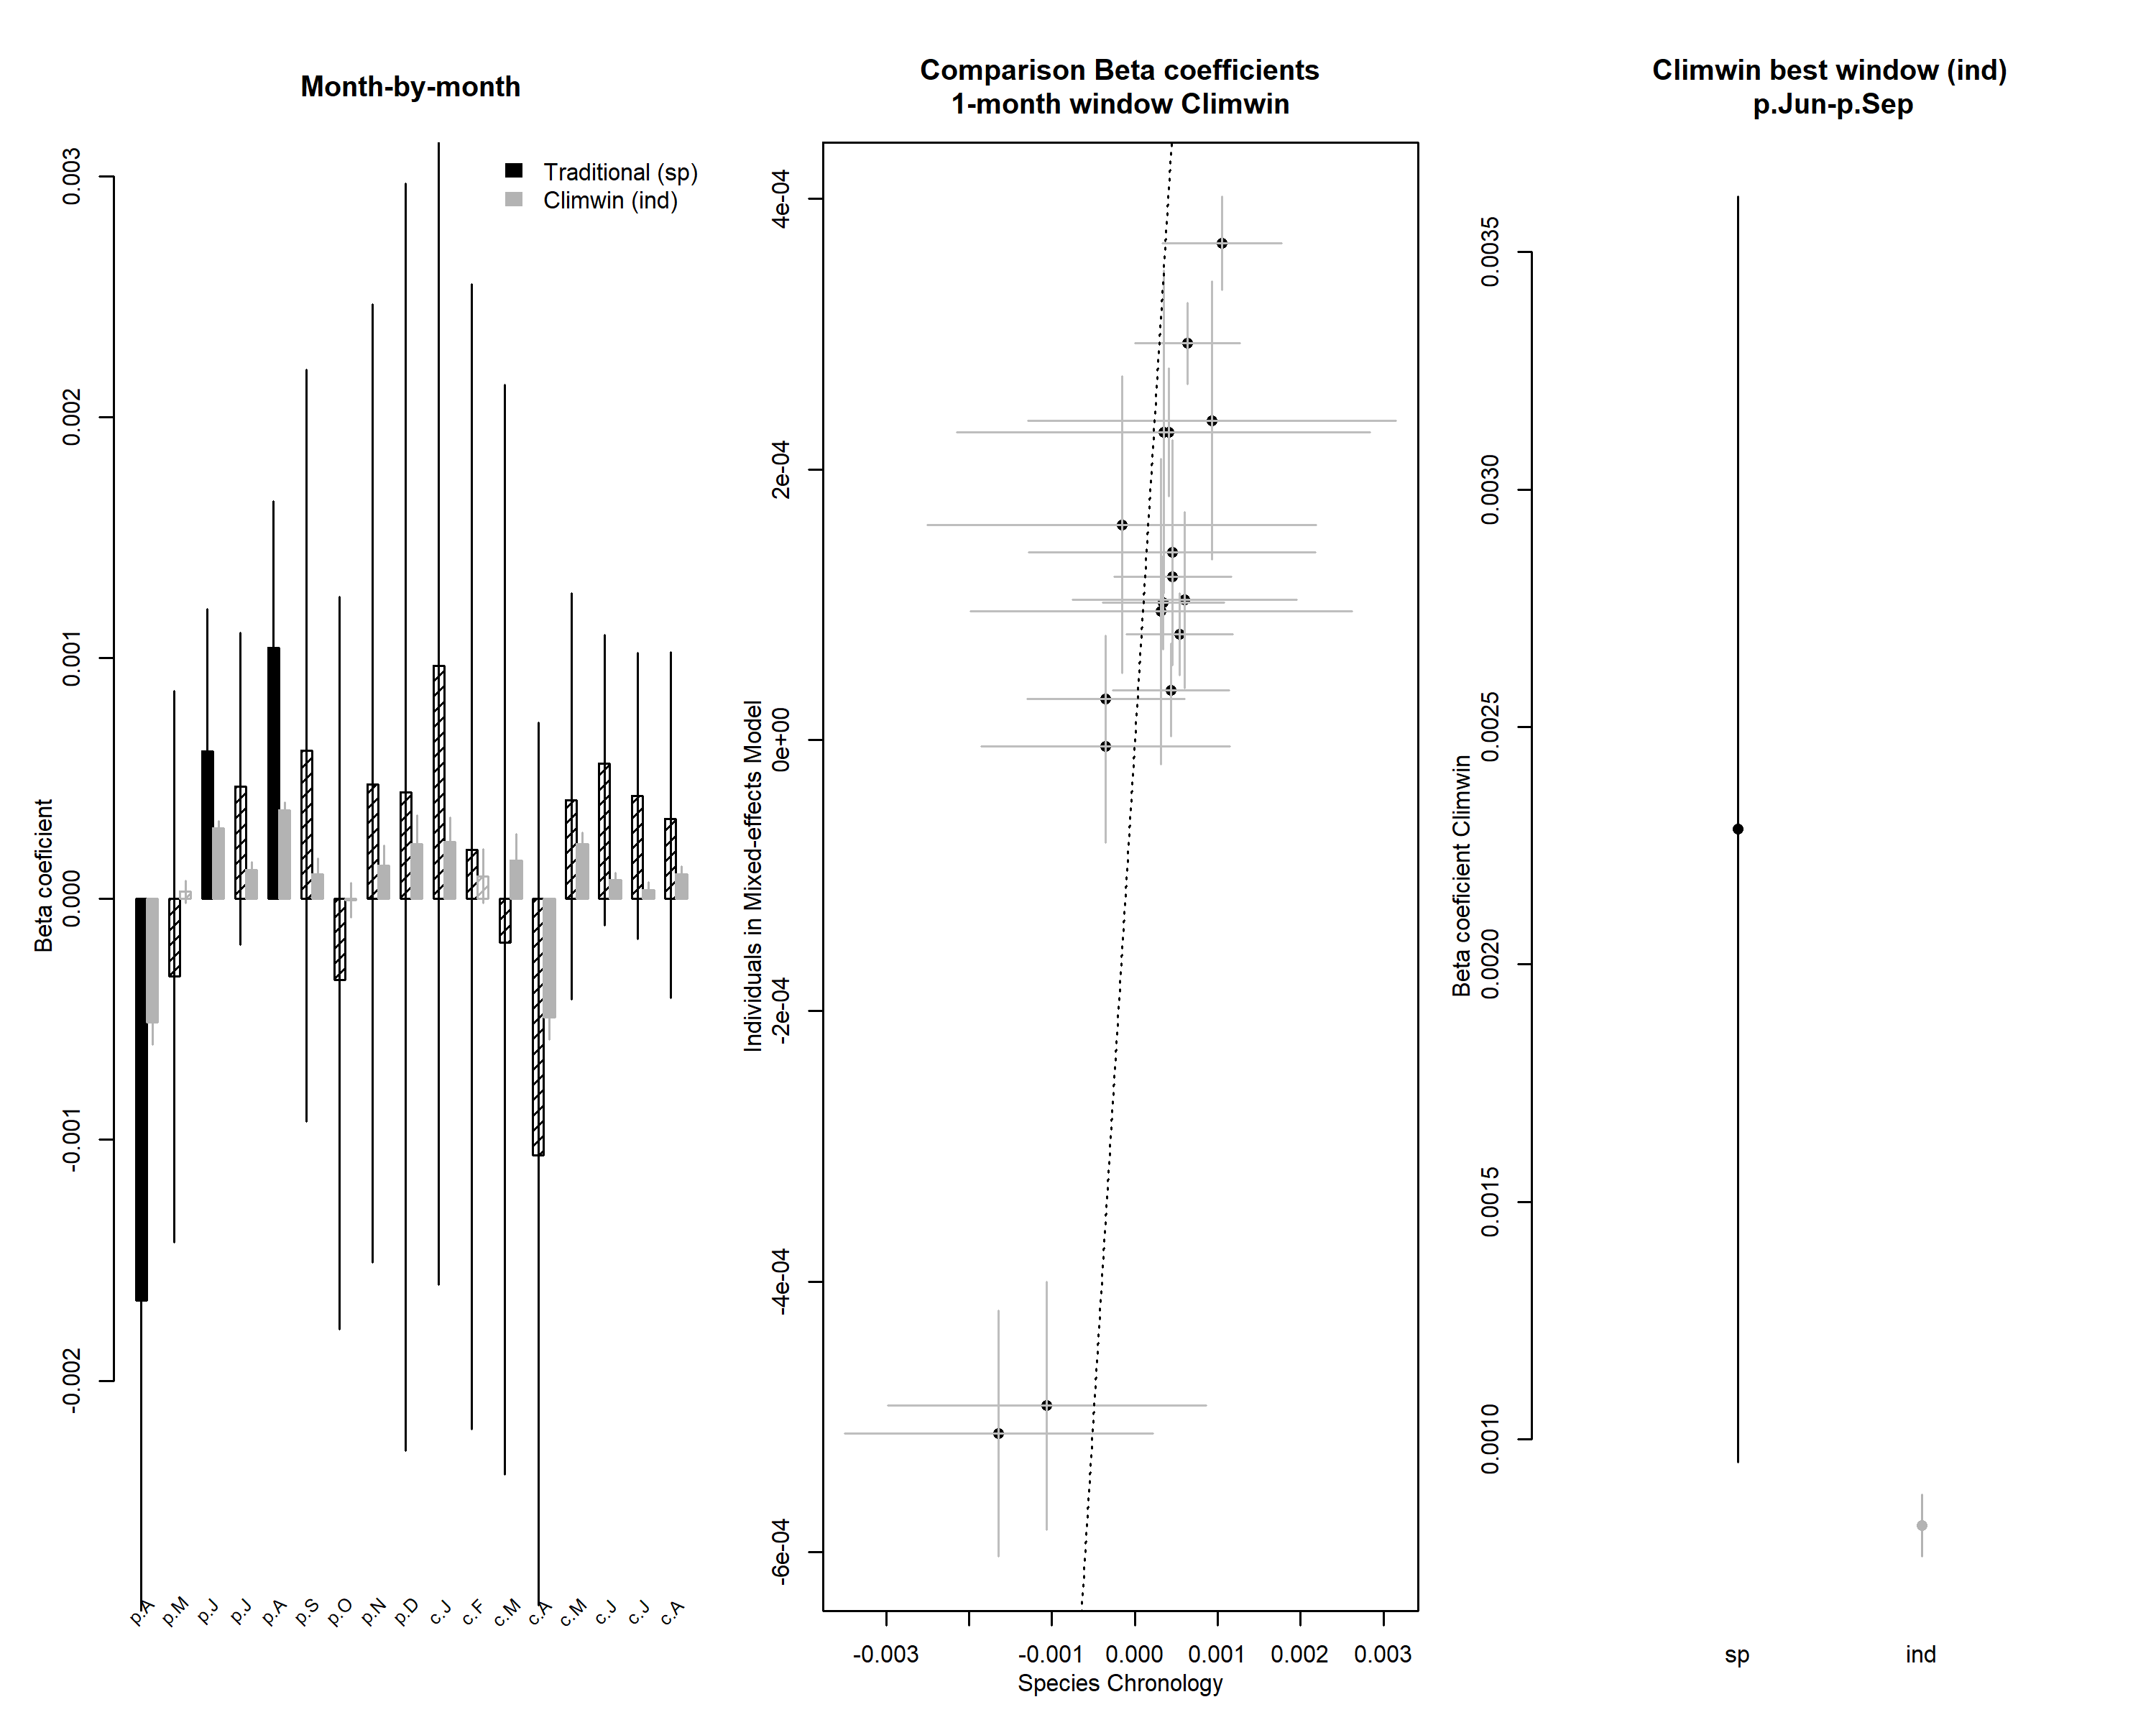 Month-by-month
Traditional (sp)
Climwin (ind)
Beta coeficient
0.003
0.002
0.001
0.000
-0.001
-0.002
p.A
p.M
p.J
p.J
p.A
p.S
p.O
p.N
p.D
c.J
c.F
c.M
c.A
c.M
c.J
c.J
c.A
Comparison Beta coefficients
1-month window Climwin
Individuals in Mixed-effects Model
4e-04
2e-04
0e+00
-2e-04
-4e-04
-6e-04
-0.003
-0.001
0.000
0.001
0.002
0.003
Species Chronology
Climwin best window (ind)
p.Jun-p.Sep
Beta coeficient Climwin
0.0035
0.0030
0.0025
0.0020
0.0015
0.0010
sp
ind